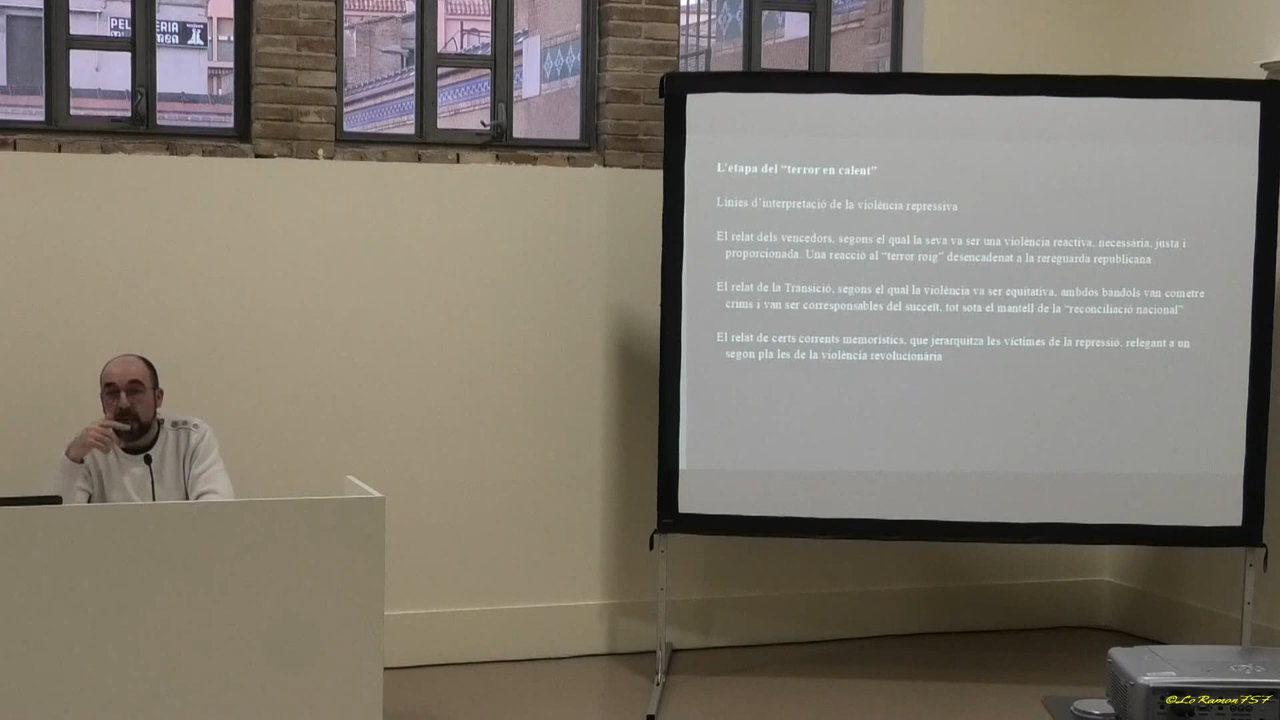 L'etapa del "terror en calent"
Línies d'interpretació de la violència repressiva
El relat dels vencedors, segons el qual la seva va ser una violència reactiva, necessària, justa i
proporcionada. Una reacció al "terror roig" desencadenat a la rereguarda republicana
El relat de la Transició, segons el qual la violència va ser equitativa, ambdós bàndols van cometre
crims i van ser corresponsables del succeït, tot sota el mantell de la "reconciliació nacional"
El relat de certs corrents memorístics, que jerarquitza les víctimes de la repressió, relegant a un
segon pla les de la violència revolucionària
©LoRamon757